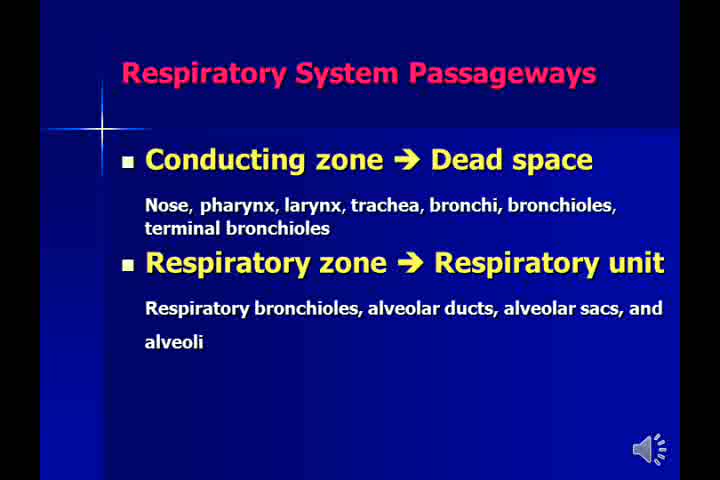 Respiratory System Passageways
Conducting zone ➔ Dead space
Nose, pharynx, larynx, trachea, bronchi, bronchioles,
terminal bronchioles
Respiratory zone ➔ Respiratory unit
Respiratory bronchioles, alveolar ducts, alveolar sacs, and
alveoli